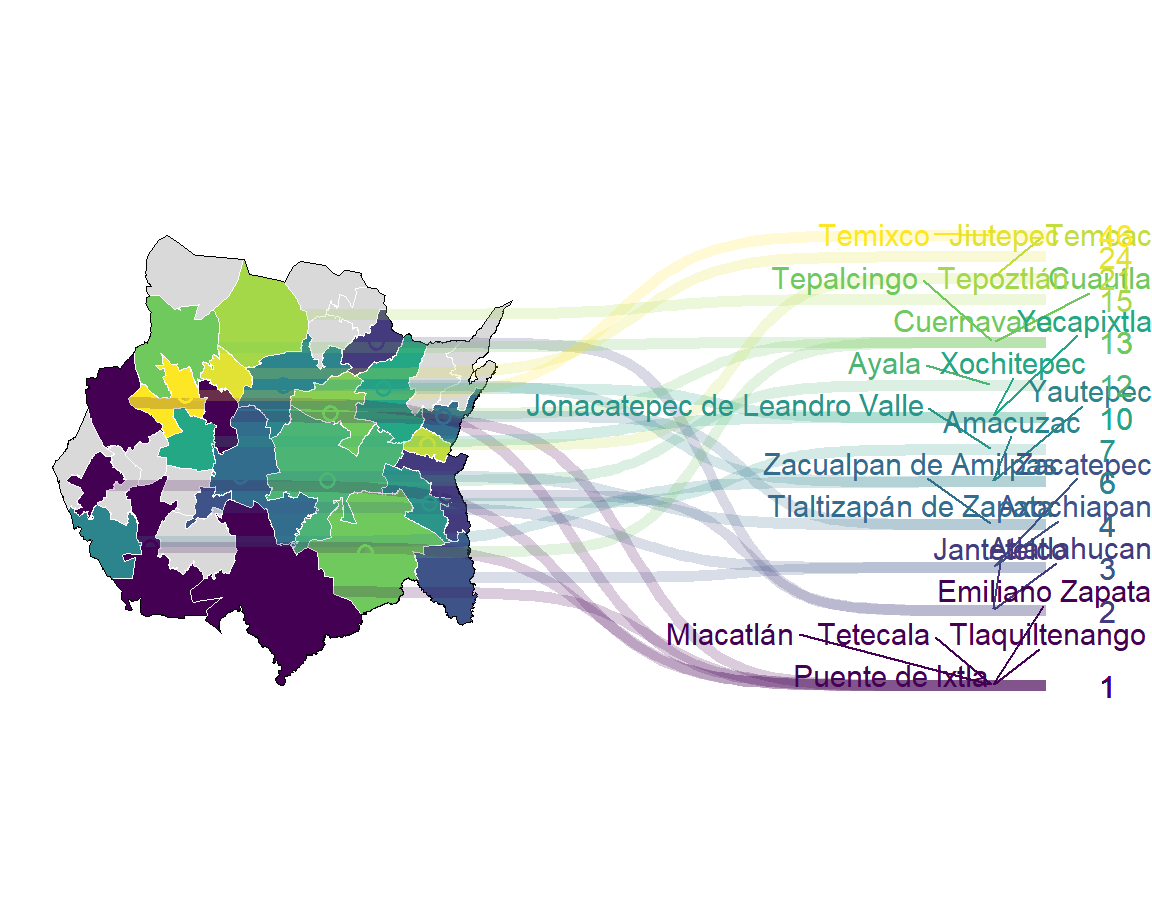 Temixco Jiutepec Temoac
24
Tepalcingo Tepoztlán Cuautla
15
Cuernavaca Yecapixtla
13
Ayala Xochitepec
12
Yautepec
Jonacatepec de Leandro Valle
10
Amacuzac
7
Zacualpan de Amilpas Zacatepec
6
Tlaltizapán de Zapata Axochiapan
4
Jantetelco Atlatlahucan
3
Emiliano Zapata
2
Miacatlán Tetecala Tlaquiltenango
Puente de Ixtla
1